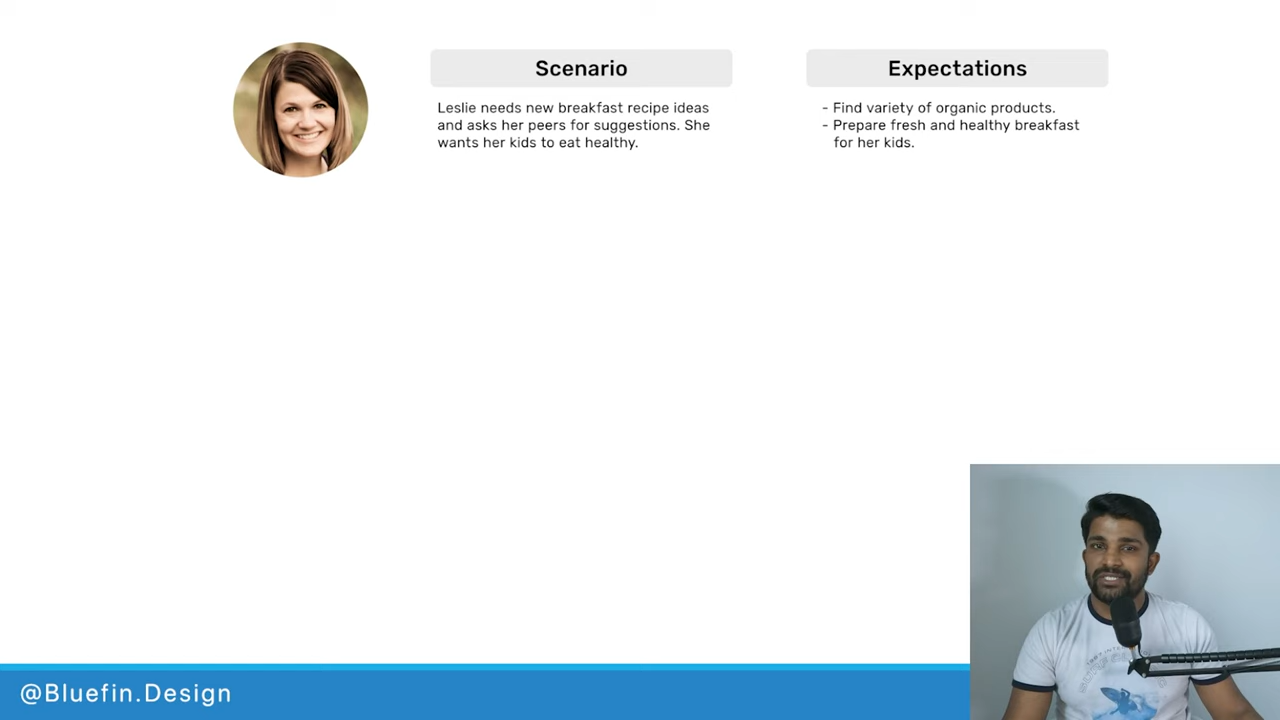 Scenario
Leslie needs new breakfast recipe ideas
and asks her peers for suggestions. She
wants her kids to eat healthy.
Expectations
- Find variety of organic products.
- Prepare fresh and healthy breakfast
for her kids.
@Bluefin.Design